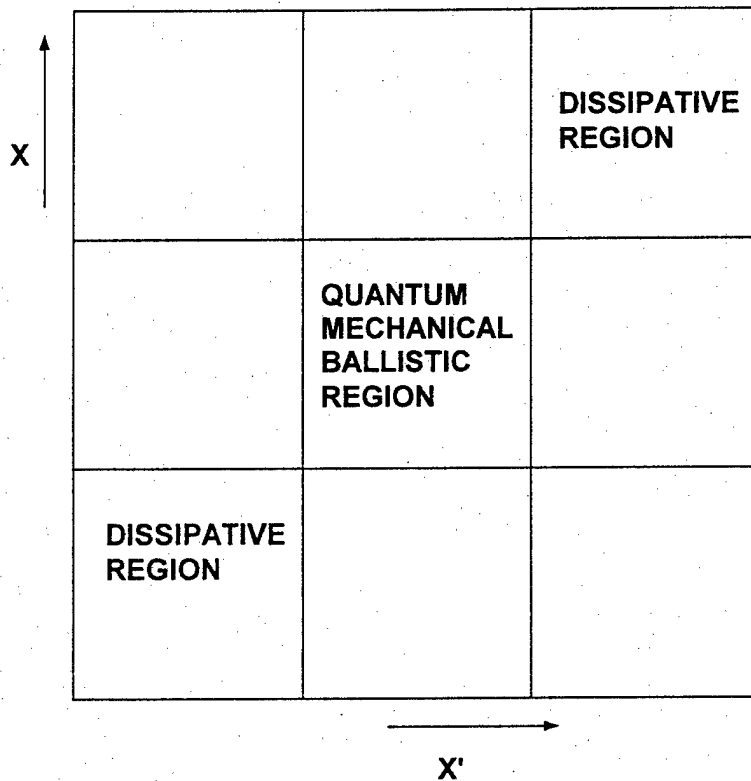 DISSIPATIVE
REGION
X
QUANTUM
MECHANICAL
BALLISTIC
REGION
DISSIPATIVE
REGION
X'